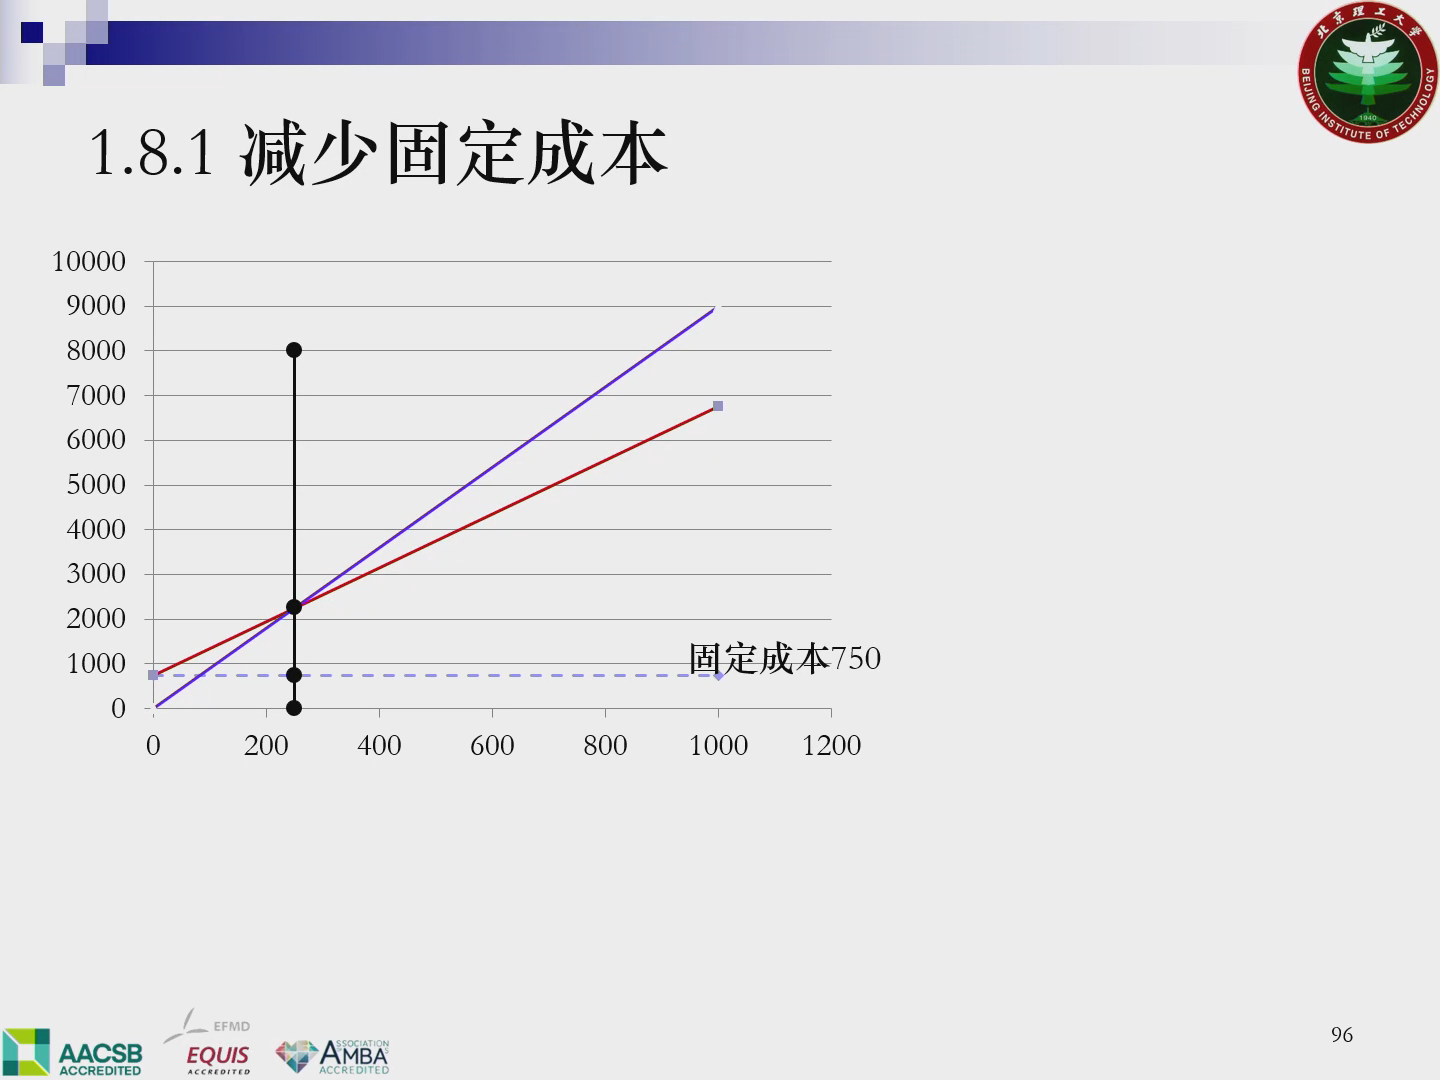 北京理工大学
BEIJING INSTITUTE OF TECHNOLOGY
1940
1.8.1 减少固定成本
10000
9000
8000
7000
6000
5000
4000
3000
2000
1000
0
固定成本750
0 200 400 600 800 1000 1200
AACSB
ACCREDITED
EFMD
EQUIS
ACCREDITED
ASSOCIATION
AMBA
ACCREDITED
96